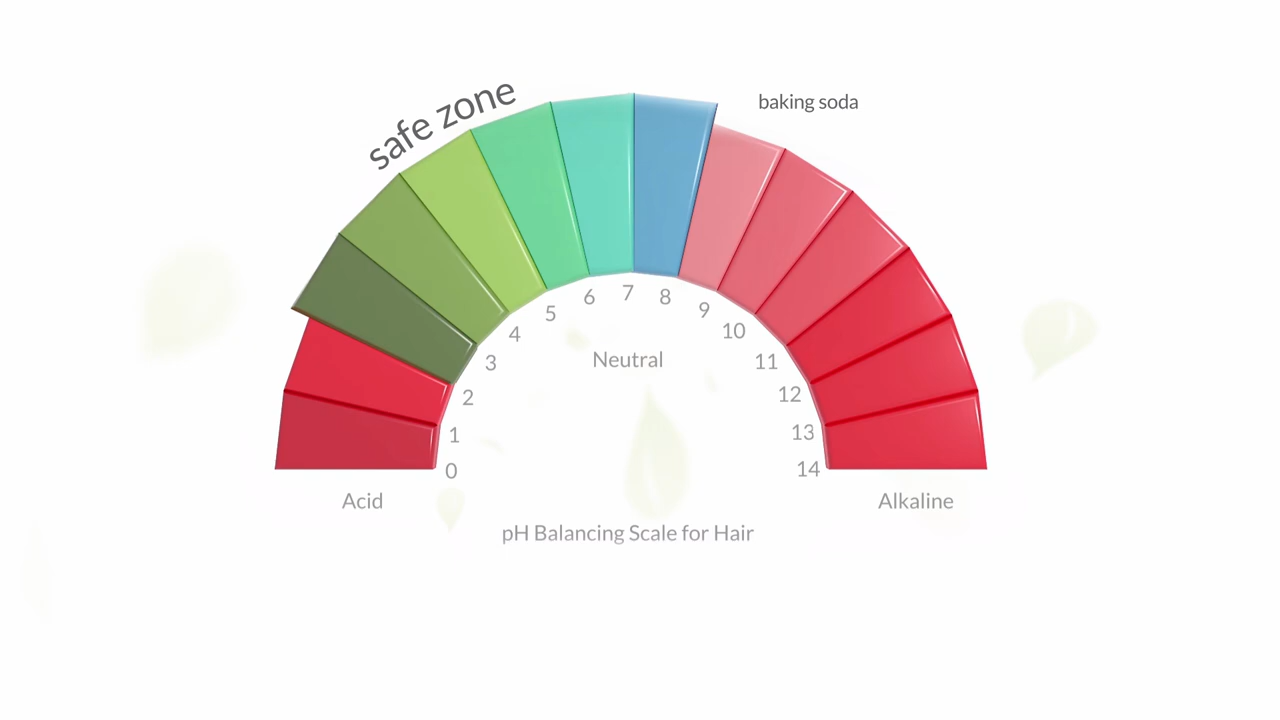 safe zone
baking soda
0
1
2
3
4
5
6
7
8
9
10
11
12
13
14
Neutral
Acid
Alkaline
pH Balancing Scale for Hair